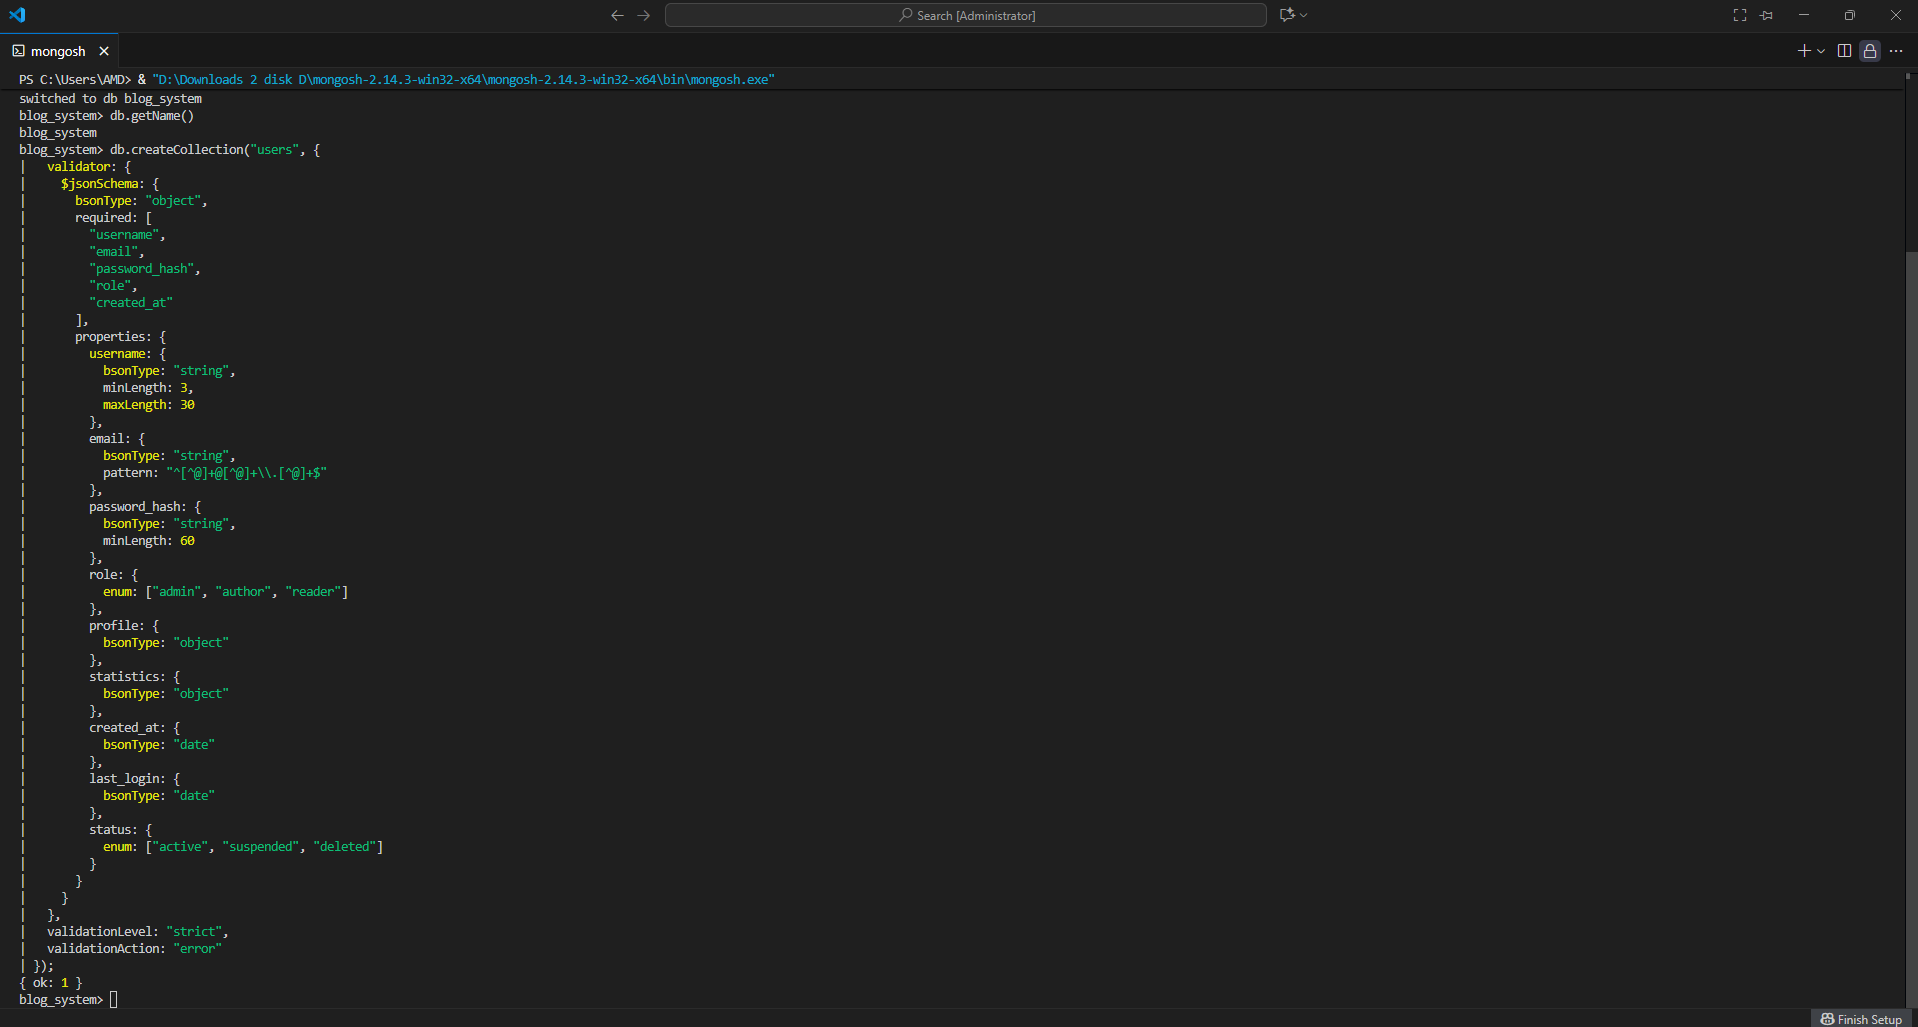 Search [Administrator]
mongosh
PS C:\Users\AMD> & "D:\Downloads 2 disk D\mongosh-2.14.3-win32-x64\mongosh-2.14.3-win32-x64\bin\mongosh.exe"
switched to db blog_system
blog_system> db.getName()
blog_system
blog_system> db.createCollection("users", {
|   validator: {
|     $jsonSchema: {
|       bsonType: "object",
|       required: [
|         "username",
|         "email",
|         "password_hash",
|         "role",
|         "created_at"
|       ],
|       properties: {
|         username: {
|           bsonType: "string",
|           minLength: 3,
|           maxLength: 30
|         },
|         email: {
|           bsonType: "string",
|           pattern: "^[^@]+@[^@]+\\.[^@]+$"
|         },
|         password_hash: {
|           bsonType: "string",
|           minLength: 60
|         },
|         role: {
|           enum: ["admin", "author", "reader"]
|         },
|         profile: {
|           bsonType: "object"
|         },
|         statistics: {
|           bsonType: "object"
|         },
|         created_at: {
|           bsonType: "date"
|         },
|         last_login: {
|           bsonType: "date"
|         },
|         status: {
|           enum: ["active", "suspended", "deleted"]
|         }
|       }
|     }
|   },
|   validationLevel: "strict",
|   validationAction: "error"
| });
{ ok: 1 }
blog_system>
Finish Setup